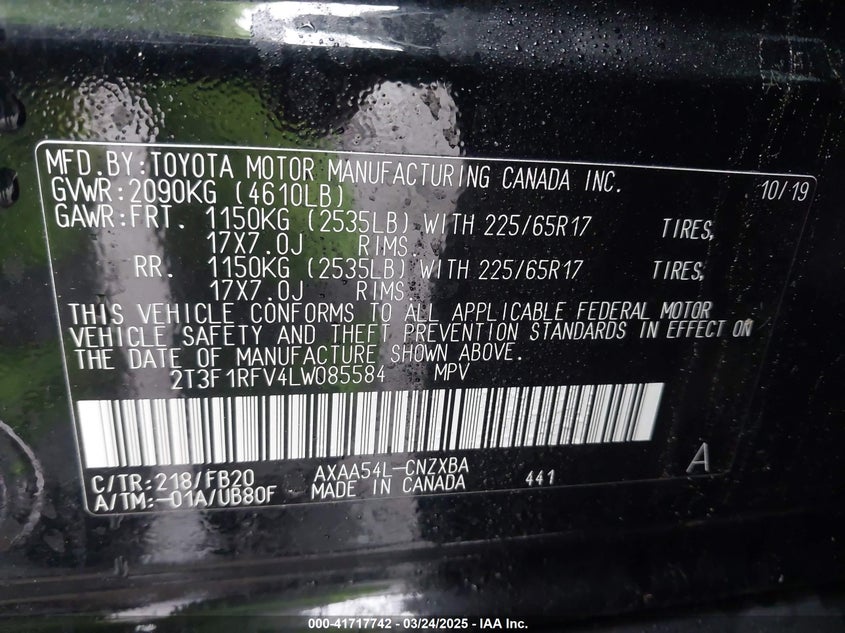 MFD.BY:TOYOTA MOTOR MANUFACTURING CANADA INC. 10/19
GVWR:2090KG (4610LB)
GAWR:FRT. 1150KG (2535LB) WITH 225/65R17 TIRES,
17X7.0J RIMS.
RR. 1150KG (2535LB) WITH 225/65R17 TIRES,
17X7.0J RIMS.
THIS VEHICLE CONFORMS TO ALL APPLICABLE FEDERAL MOTOR
VEHICLE SAFETY AND THEFT PREVENTION STANDARDS IN EFFECT ON
THE DATE OF MANUFACTURE SHOWN ABOVE.
2T3F1RFV4LW085584 MPV
C/TR:218/FB20 AXAA54L-CNZXBA 441 A
A/TM:-01A/UB80F MADE IN CANADA
000-41717742 - 03/24/2025 - IAA Inc.